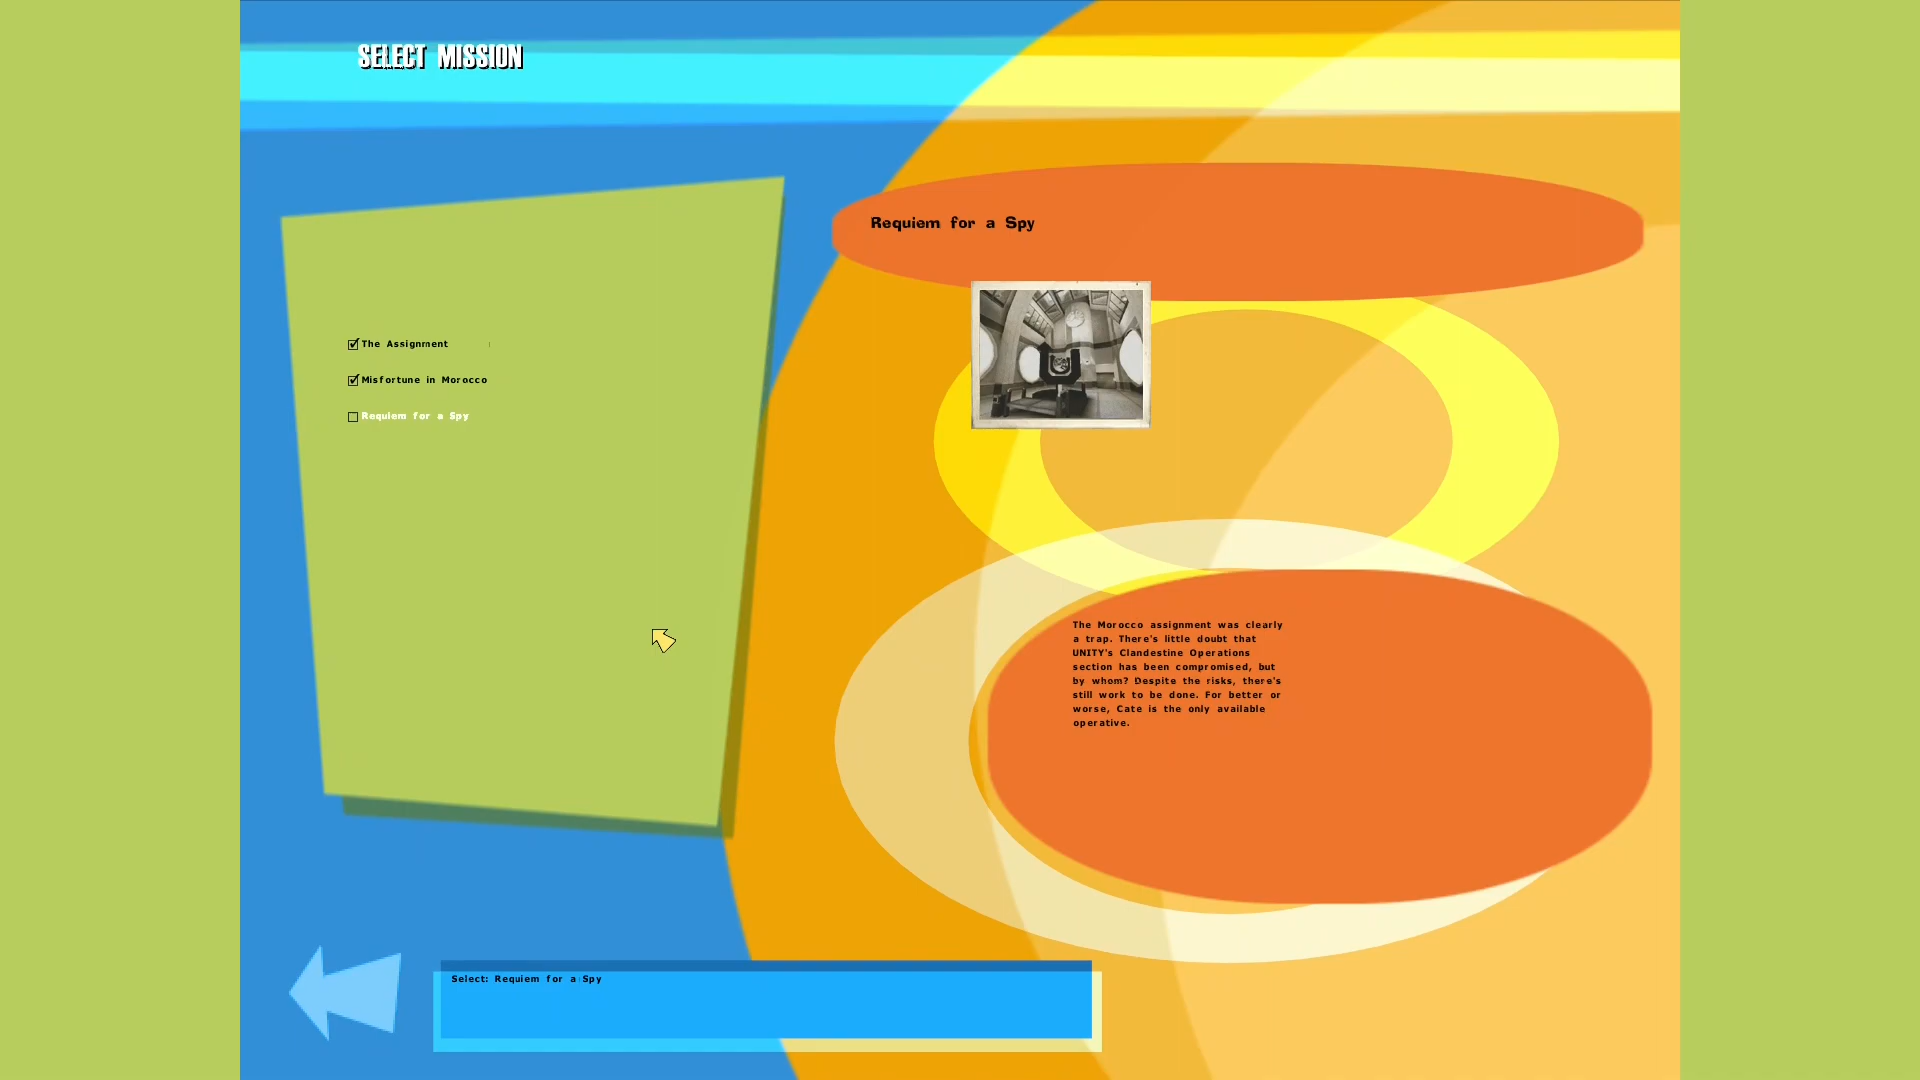 SELECT MISSION
Requiem for a Spy
The Assignment
Misfortune in Morocco
Requiem for a Spy
The Morocco assignment was clearly
a trap. There's little doubt that
UNITY's Clandestine Operations
section has been compromised, but
by whom? Despite the risks, there's
still work to be done. For better or
worse, Cate is the only available
operative.
Select: Requiem for a Spy